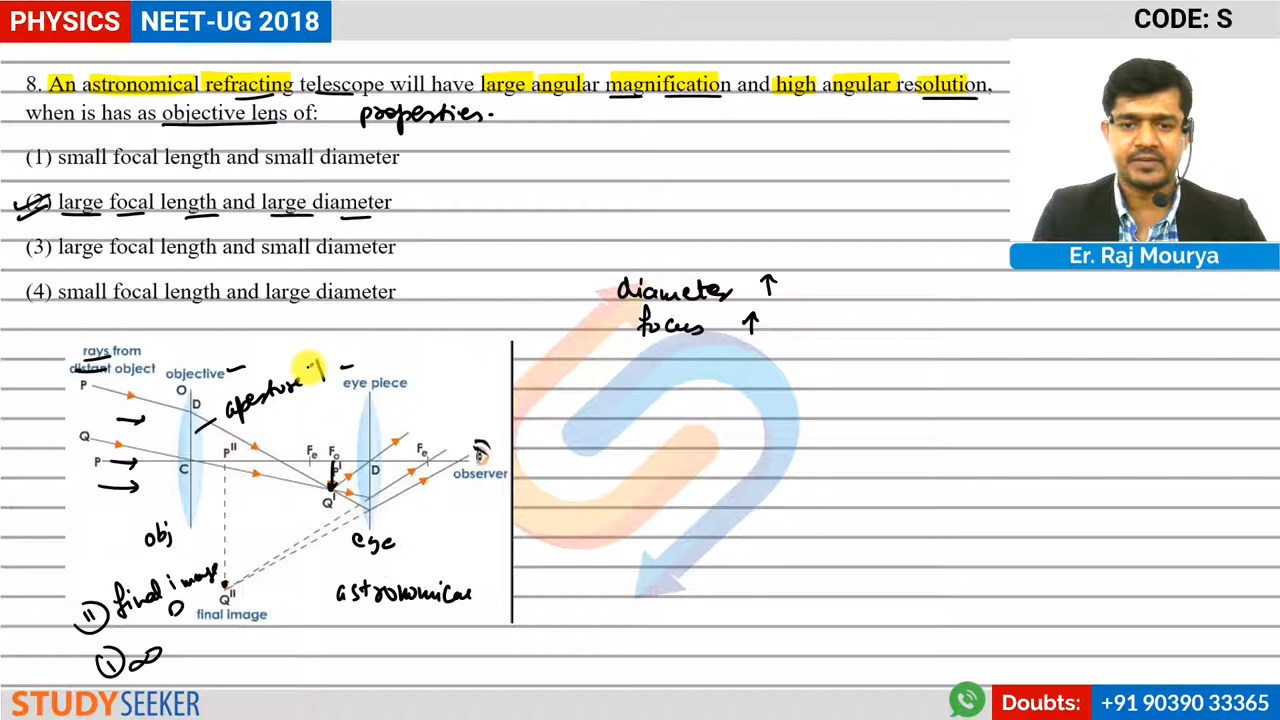 PHYSICS NEET-UG 2018
CODE: S
8. An astronomical refracting telescope will have large angular magnification and high angular resolution,
when is has as objective lens of: properties.
(1) small focal length and small diameter
(2) large focal length and large diameter
(3) large focal length and small diameter
(4) small focal length and large diameter
Er. Raj Mourya
diameter ↑
focus ↑
rays from
distant object
objective
aperture ↑
eye piece
P
O
D
Q
P
C
P"
Fe
Fo
P'
D
Fe
observer
Q'
obj
eye
Q"
final image
astronomical
(II) final image
D
(I) ∞
STUDYSEEKER
Doubts: +91 90390 33365